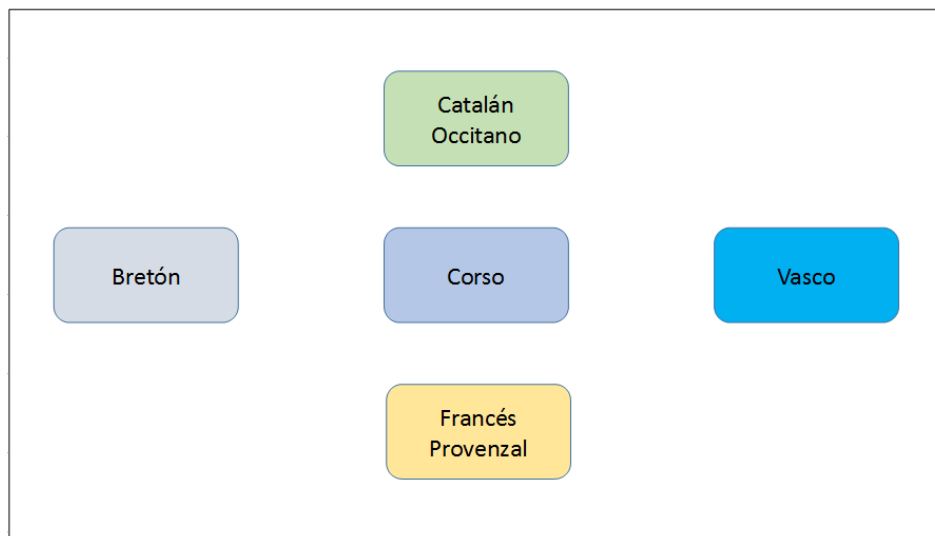 Catalán
Occitano
Bretón
Corso
Vasco
Francés
Provenzal